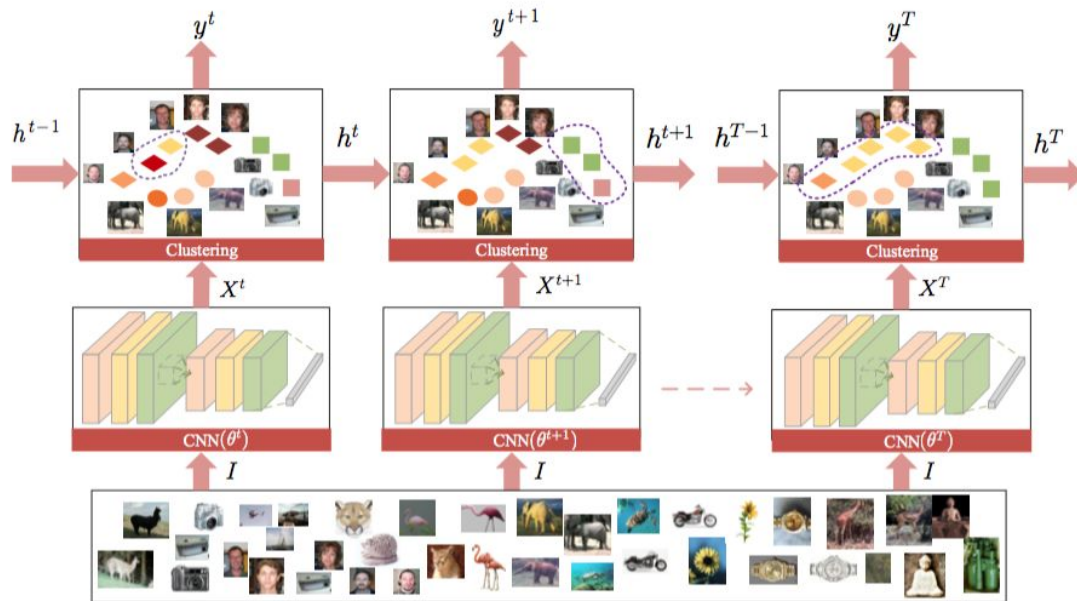 y^t y^{t+1} y^T
h^{t-1} h^t h^{t+1} h^{T-1} h^T
Clustering Clustering Clustering
X^t X^{t+1} X^T
CNN(θ^t) CNN(θ^{t+1}) CNN(θ^T)
I I I